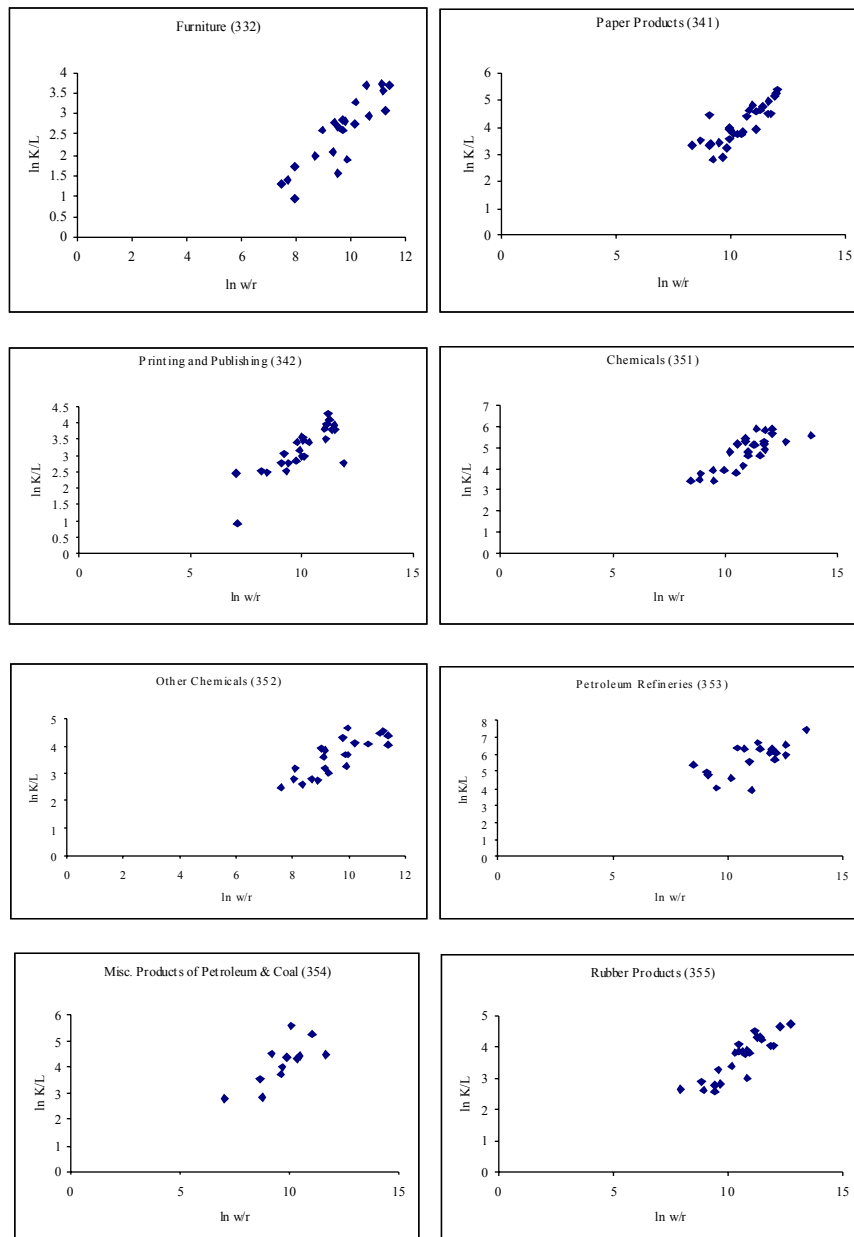 Furniture (332)
ln K/L
4
3.5
3
2.5
2
1.5
1
0.5
0
0 2 4 6 8 10 12
ln w/r
Paper Products (341)
ln K/L
6
5
4
3
2
1
0
0 5 10 15
ln w/r
Printing and Publishing (342)
ln K/L
4.5
4
3.5
3
2.5
2
1.5
1
0.5
0
0 5 10 15
ln w/r
Chemicals (351)
ln K/L
7
6
5
4
3
2
1
0
0 5 10 15
ln w/r
Other Chemicals (352)
ln K/L
5
4
3
2
1
0
0 2 4 6 8 10 12
ln w/r
Petroleum Refineries (353)
ln K/L
8
7
6
5
4
3
2
1
0
0 5 10 15
ln w/r
Misc. Products of Petroleum & Coal (354)
ln K/L
6
5
4
3
2
1
0
0 5 10 15
ln w/r
Rubber Products (355)
ln K/L
5
4
3
2
1
0
0 5 10 15
ln w/r